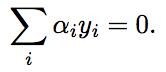 ∑_i α_i y_i = 0.